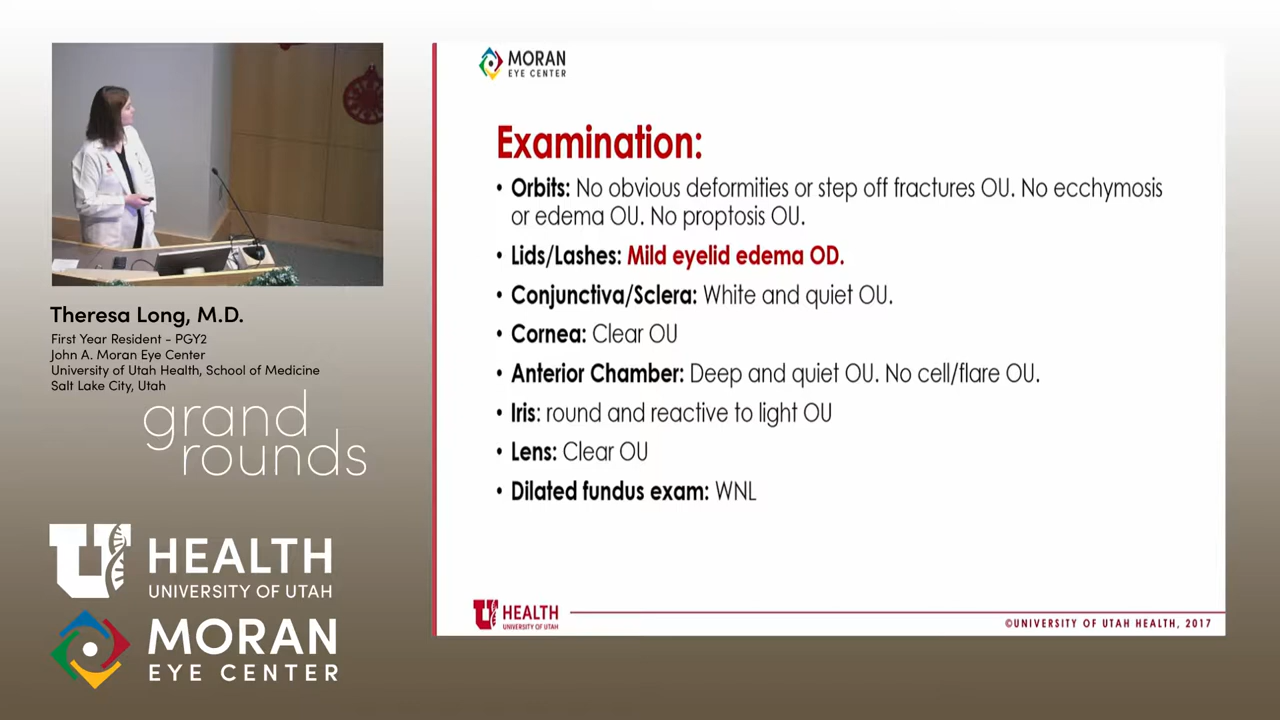 MORAN
EYE CENTER
Examination:
• Orbits: No obvious deformities or step off fractures OU. No ecchymosis
or edema OU. No proptosis OU.
• Lids/Lashes: Mild eyelid edema OD.
• Conjunctiva/Sclera: White and quiet OU.
• Cornea: Clear OU
• Anterior Chamber: Deep and quiet OU. No cell/flare OU.
• Iris: round and reactive to light OU
• Lens: Clear OU
• Dilated fundus exam: WNL
U HEALTH
UNIVERSITY OF UTAH
©UNIVERSITY OF UTAH HEALTH, 2017
Theresa Long, M.D.
First Year Resident - PGY2
John A. Moran Eye Center
University of Utah Health, School of Medicine
Salt Lake City, Utah
grand
rounds
U HEALTH
UNIVERSITY OF UTAH
MORAN
EYE CENTER